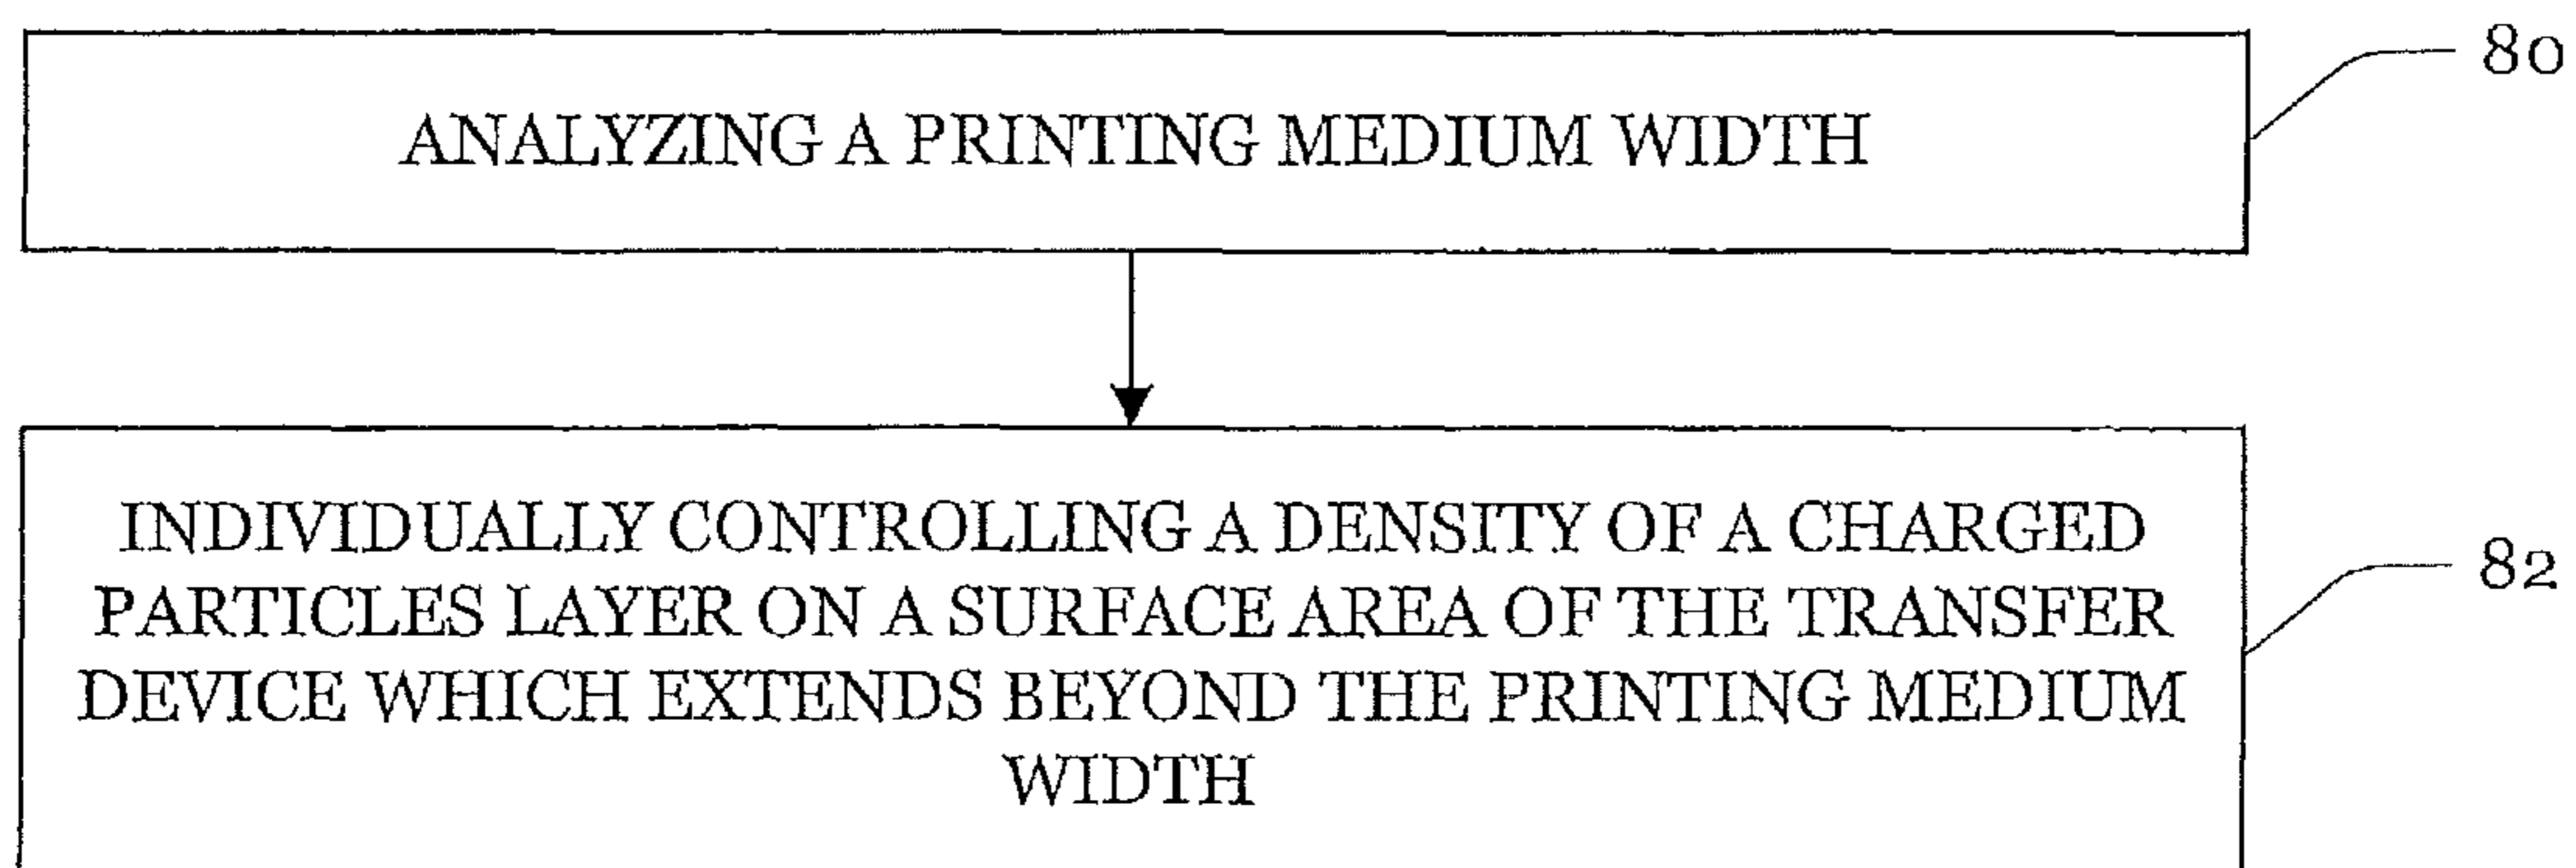 80
ANALYZING A PRINTING MEDIUM WIDTH
INDIVIDUALLY CONTROLLING A DENSITY OF A CHARGED
PARTICLES LAYER ON A SURFACE AREA OF THE TRANSFER
DEVICE WHICH EXTENDS BEYOND THE PRINTING MEDIUM
WIDTH
82